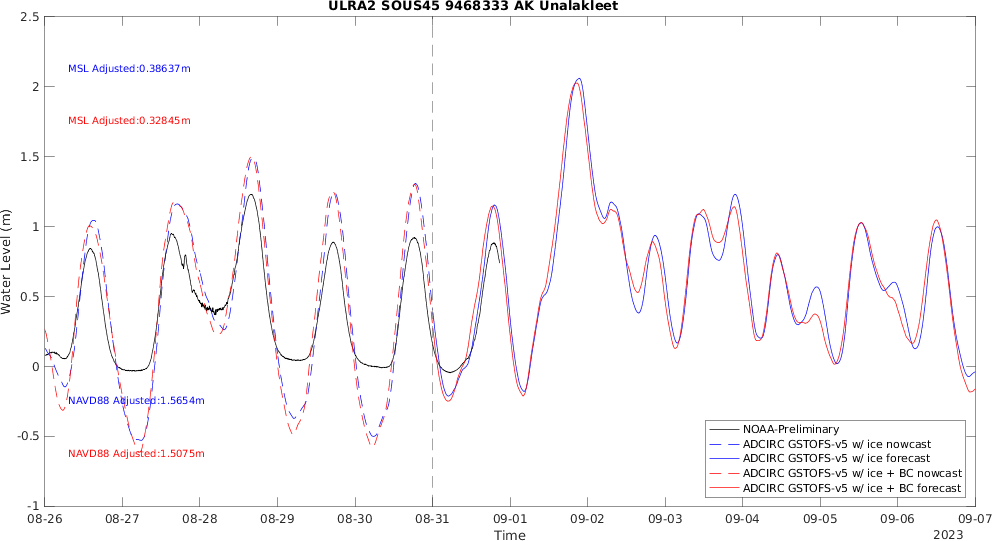 ULRA2 SOUS45 9468333 AK Unalakleet
2.5
2
1.5
1
0.5
0
-0.5
-1
Water Level (m)
MSL Adjusted:0.38637m
MSL Adjusted:0.32845m
NAVD88 Adjusted:1.5654m
NAVD88 Adjusted:1.5075m
NOAA-Preliminary
ADCIRC GSTOFS-v5 w/ ice nowcast
ADCIRC GSTOFS-v5 w/ ice forecast
ADCIRC GSTOFS-v5 w/ ice + BC nowcast
ADCIRC GSTOFS-v5 w/ ice + BC forecast
08-26 08-27 08-28 08-29 08-30 08-31 09-01 09-02 09-03 09-04 09-05 09-06 09-07
Time
2023